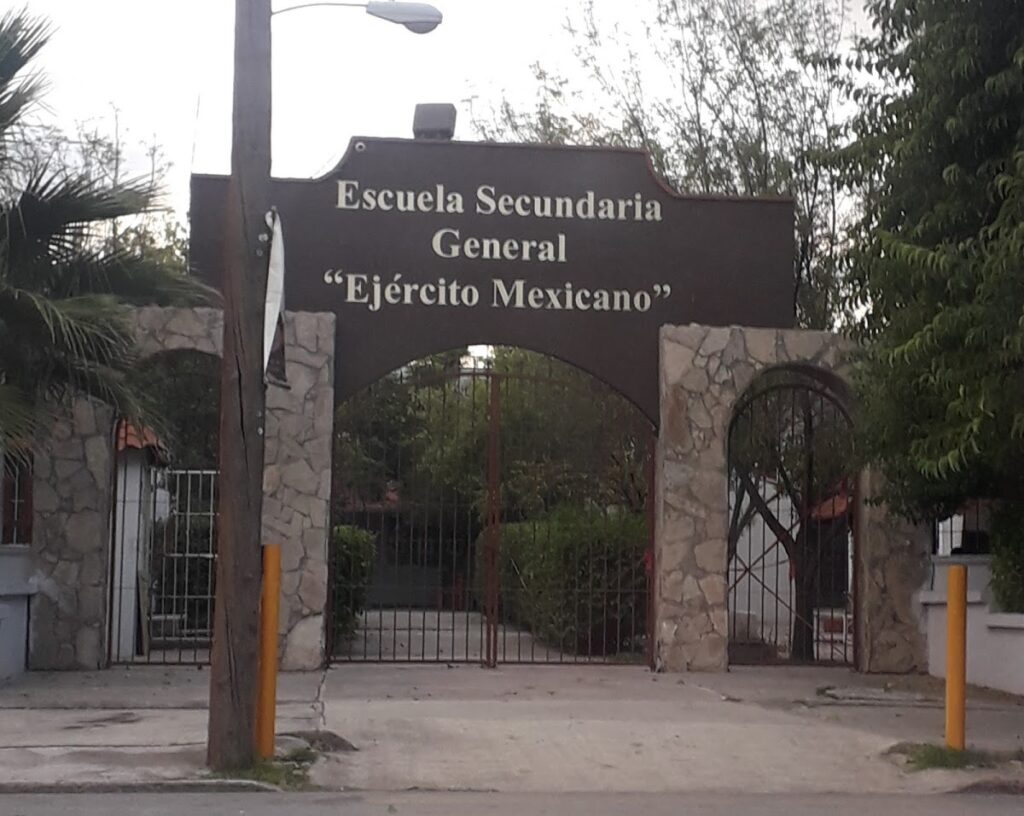 Escuela Secundaria
General
“Ejército Mexicano”